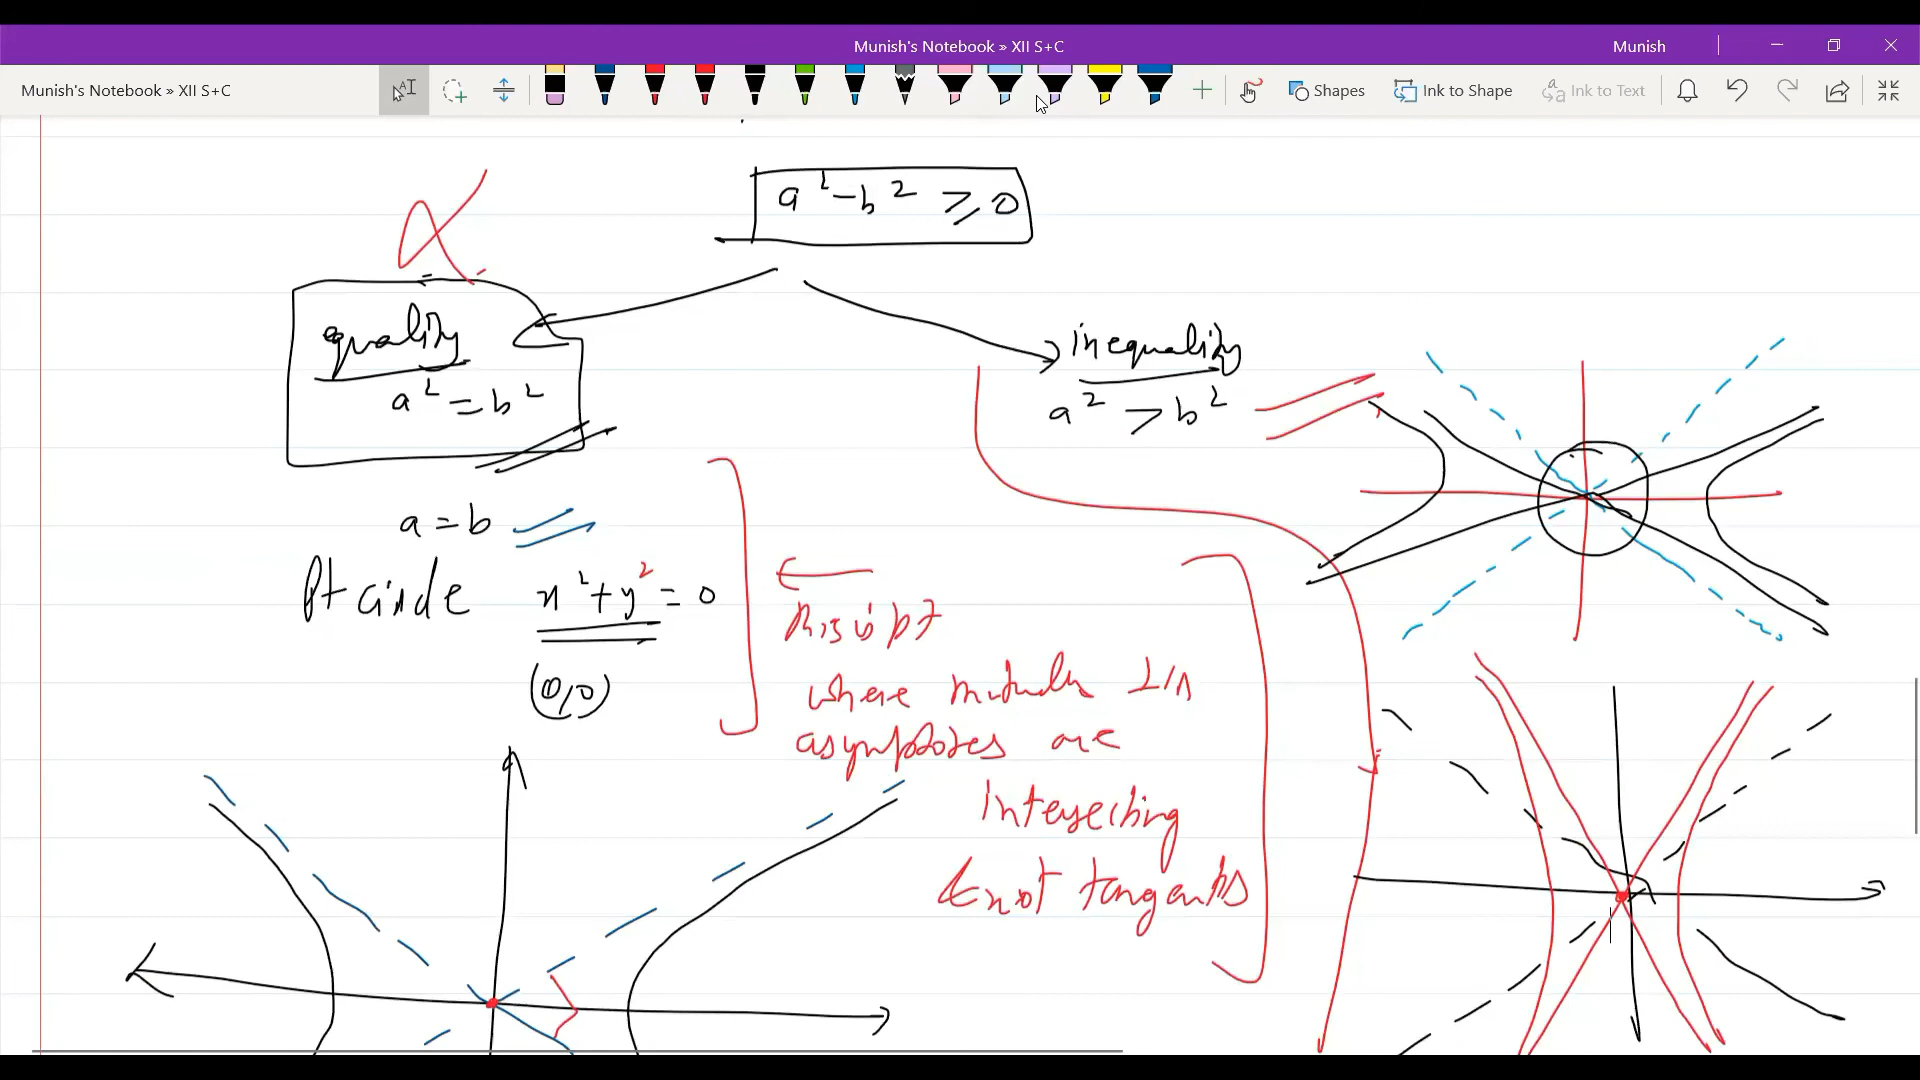 Munish's Notebook » XII S+C
Munish
Munish's Notebook » XII S+C
Shapes
Ink to Shape
Ink to Text
a² - b² ≥ 0
equality
a² = b²
inequality
a² > b²
a = b
Pt circle x² + y² = 0
(0,0)
pt
where mutually
asymptotes are
intersecting
& not tangents